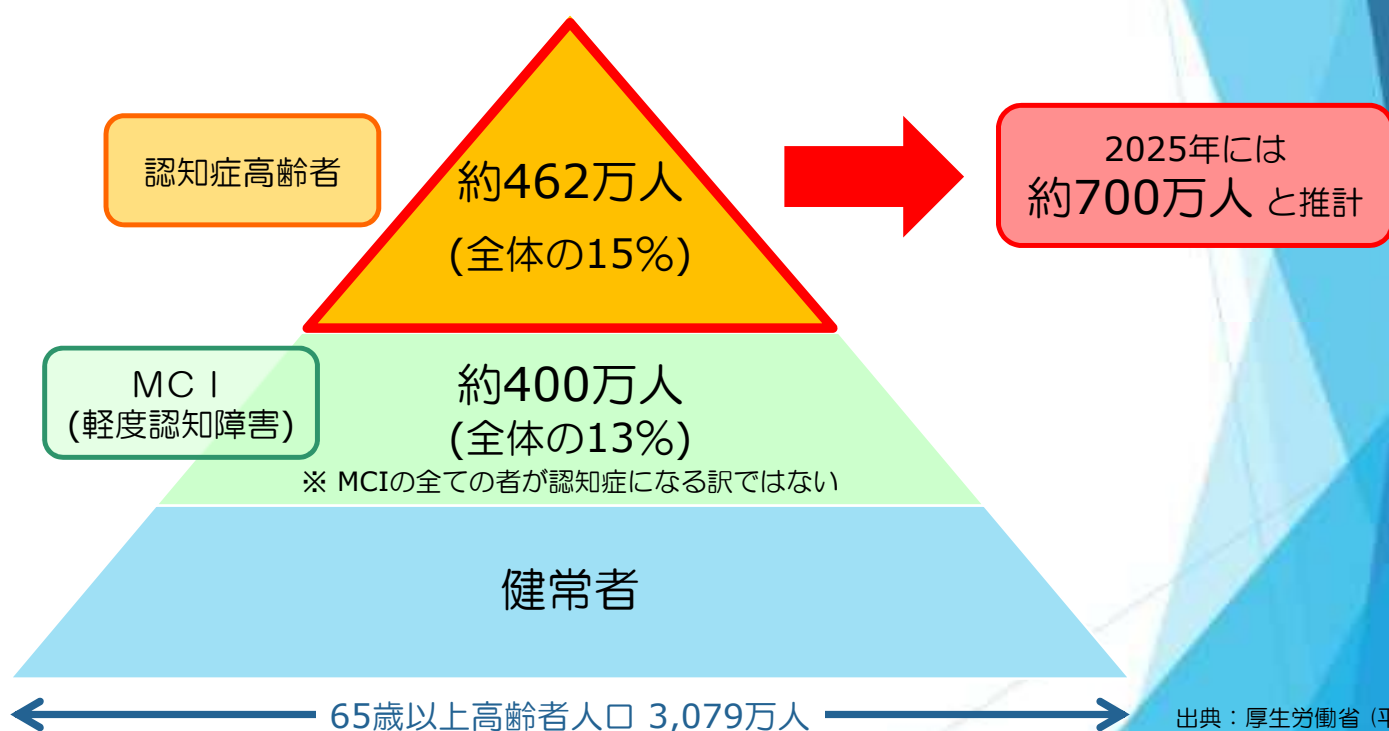 認知症高齢者
約462万人
(全体の15%)
2025年には
約700万人 と推計
MCI
(軽度認知障害)
約400万人
(全体の13%)
※ MCIの全ての者が認知症になる訳ではない
健常者
65歳以上高齢者人口 3,079万人
出典:厚生労働省 (平